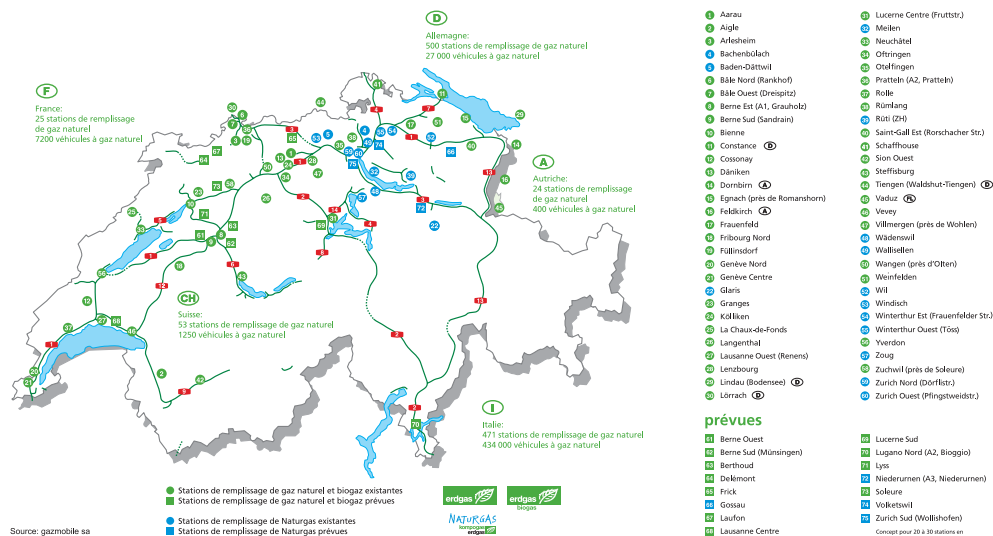 D
Allemagne:
500 stations de remplissage de gaz naturel
27 000 véhicules à gaz naturel
F
France:
25 stations de remplissage
de gaz naturel
7200 véhicules à gaz naturel
A
Autriche:
24 stations de remplissage
de gaz naturel
400 véhicules à gaz naturel
CH
Suisse:
53 stations de remplissage de gaz naturel
1250 véhicules à gaz naturel
I
Italie:
471 stations de remplissage de gaz naturel
434 000 véhicules à gaz naturel
Stations de remplissage de gaz naturel et biogaz existantes
Stations de remplissage de gaz naturel et biogaz prévues
Stations de remplissage de Naturgas existantes
Stations de remplissage de Naturgas prévues
erdgas
erdgas
biogas
NATURGAS
kompogas
erdgas
Source: gazmobile sa
1 Aarau
2 Aigle
3 Arlesheim
4 Bachenbülach
5 Baden-Dättwil
6 Bâle Nord (Rankhof)
7 Bâle Ouest (Dreispitz)
8 Berne Est (A1, Grauholz)
9 Berne Sud (Sandrain)
10 Bienne
11 Constance D
12 Cossonay
13 Däniken
14 Dornbirn A
15 Egnach (près de Romanshorn)
16 Feldkirch A
17 Frauenfeld
18 Fribourg Nord
19 Füllinsdorf
20 Genève Nord
21 Genève Centre
22 Glaris
23 Granges
24 Kölliken
25 La Chaux-de-Fonds
26 Langenthal
27 Lausanne Ouest (Renens)
28 Lenzbourg
29 Lindau (Bodensee) D
30 Lörrach D
31 Lucerne Centre (Fruttstr.)
32 Meilen
33 Neuchâtel
34 Oftringen
35 Otelfingen
36 Pratteln (A2, Pratteln)
37 Rolle
38 Rümlang
39 Rüti (ZH)
40 Saint-Gall Est (Rorschacher Str.)
41 Schaffhouse
42 Sion Ouest
43 Steffisburg
44 Tiengen (Waldshut-Tiengen) D
45 Vaduz FL
46 Vevey
47 Villmergen (près de Wohlen)
48 Wädenswil
49 Wallisellen
50 Wangen (près d'Olten)
51 Weinfelden
52 Wil
53 Windisch
54 Winterthur Est (Frauenfelder Str.)
55 Winterthur Ouest (Töss)
56 Yverdon
57 Zoug
58 Zuchwil (près de Soleure)
59 Zurich Nord (Dörflistr.)
60 Zurich Ouest (Pfingstweidstr.)
prévues
61 Berne Ouest
62 Berne Sud (Münsingen)
63 Berthoud
64 Delémont
65 Frick
66 Gossau
67 Laufon
68 Lausanne Centre
69 Lucerne Sud
70 Lugano Nord (A2, Bioggio)
71 Lyss
72 Niederurnen (A3, Niederurnen)
73 Soleure
74 Volketswil
75 Zurich Sud (Wollishofen)
Concept pour 20 à 30 stations en